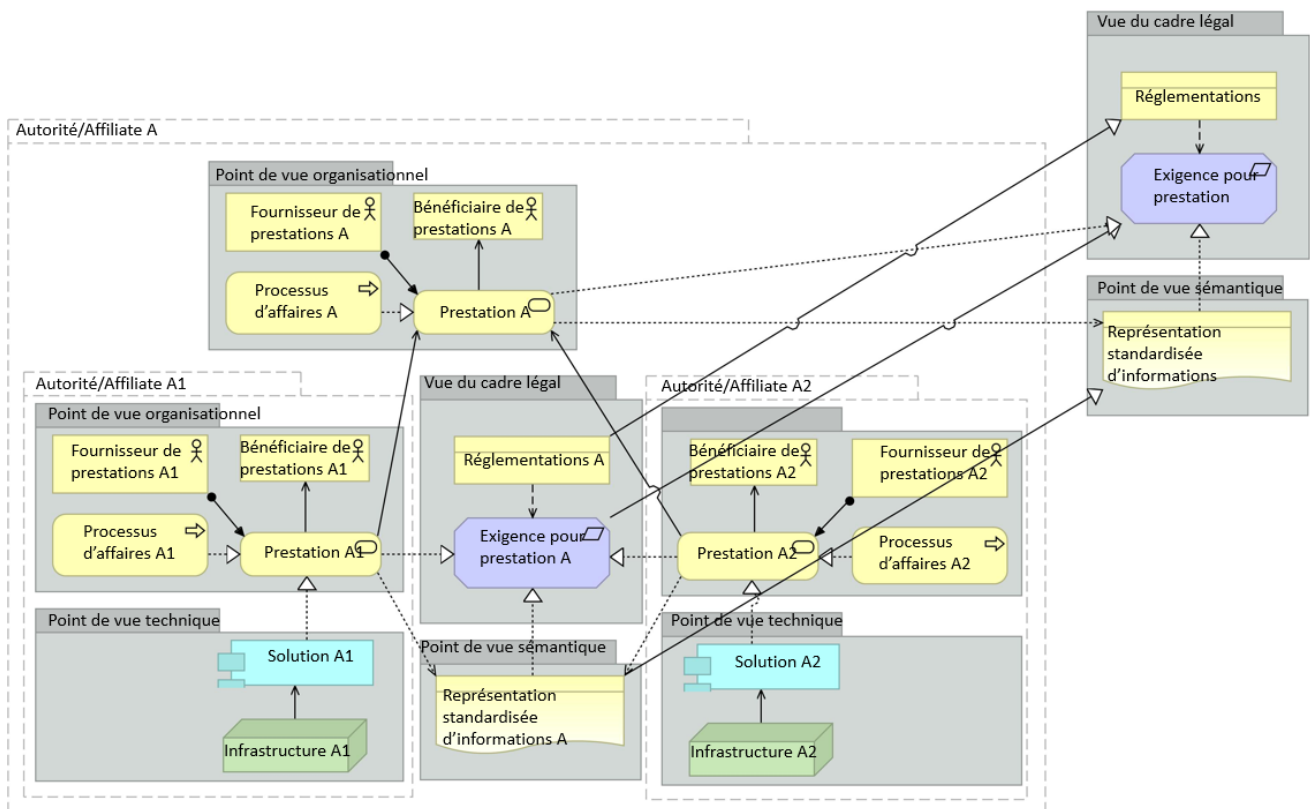 Vue du cadre légal
Réglementations
Exigence pour
prestation
Point de vue sémantique
Représentation
standardisée
d'informations
Autorité/Affiliate A
Point de vue organisationnel
Fournisseur de
prestations A
Bénéficiaire de
prestations A
Processus
d'affaires A
Prestation A
Autorité/Affiliate A1
Point de vue organisationnel
Fournisseur de
prestations A1
Bénéficiaire de
prestations A1
Processus
d'affaires A1
Prestation A1
Point de vue technique
Solution A1
Infrastructure A1
Vue du cadre légal
Réglementations A
Exigence pour
prestation A
Point de vue sémantique
Représentation
standardisée
d'informations A
Autorité/Affiliate A2
Bénéficiaire de
prestations A2
Fournisseur de
prestations A2
Prestation A2
Processus
d'affaires A2
Point de vue technique
Solution A2
Infrastructure A2